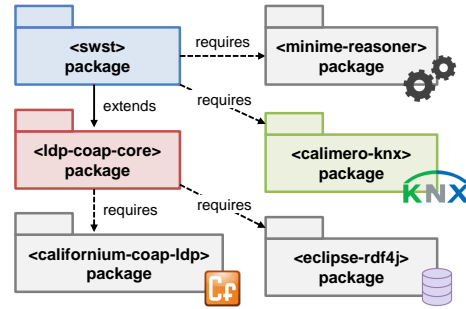 <swst>
package
requires
<minime-reasoner>
package
extends
requires
<ldp-coap-core>
package
<calimero-knx>
package
KNX
requires
requires
<californium-coap-ldp>
package
Cf
<eclipse-rdf4j>
package